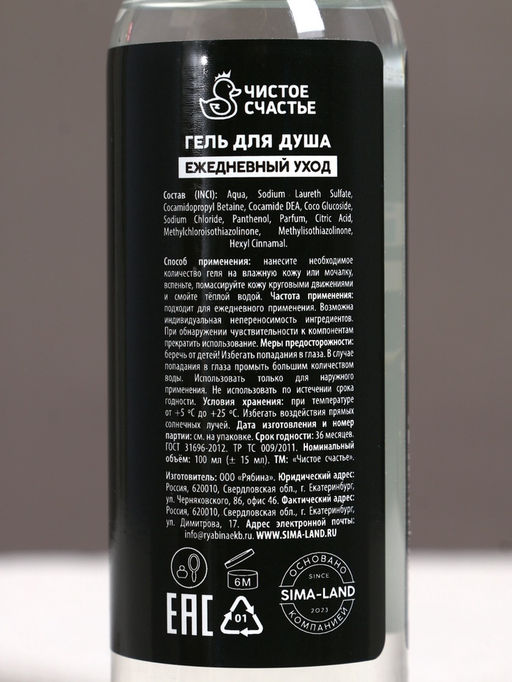 ЧИСТОЕ
СЧАСТЬЕ
ГЕЛЬ ДЛЯ ДУША
ЕЖЕДНЕВНЫЙ УХОД
Состав (INCI): Aqua, Sodium Laureth Sulfate,
Cocamidopropyl Betaine, Cocamide DEA, Coco Glucoside,
Sodium Chloride, Panthenol, Parfum, Citric Acid,
Methylchloroisothiazolinone, Methylisothiazolinone,
Hexyl Cinnamal.
Способ применения: нанесите необходимое
количество геля на влажную кожу или мочалку,
вспеньте, помассируйте кожу круговыми движениями
и смойте тёплой водой. Частота применения:
подходит для ежедневного применения. Возможна
индивидуальная непереносимость ингредиентов.
При обнаружении чувствительности к компонентам
прекратить использование. Меры предосторожности:
беречь от детей! Избегать попадания в глаза. В случае
попадания в глаза промыть большим количеством
воды. Использовать только для наружного
применения. Не использовать по истечении срока
годности. Условия хранения: при температуре
от +5 ºС до +25 ºС. Избегать воздействия прямых
солнечных лучей. Дата изготовления и номер
партии: см. на упаковке. Срок годности: 36 месяцев.
ГОСТ 31696-2012. ТР ТС 009/2011. Номинальный
объём: 100 мл (± 15 мл). ТМ: «Чистое счастье».
Изготовитель: ООО «Рябина». Юридический адрес:
Россия, 620010, Свердловская обл., г. Екатеринбург,
ул. Черняховского, 86, офис 46. Фактический адрес:
Россия, 620010, Свердловская обл., г. Екатеринбург,
ул. Димитрова, 17. Адрес электронной почты:
info@ryabinaekb.ru. WWW.SIMA-LAND.RU
6M
EAC
01
ОСНОВАНО
SINCE
SIMA-LAND
2023
КОМПАНИЕЙ